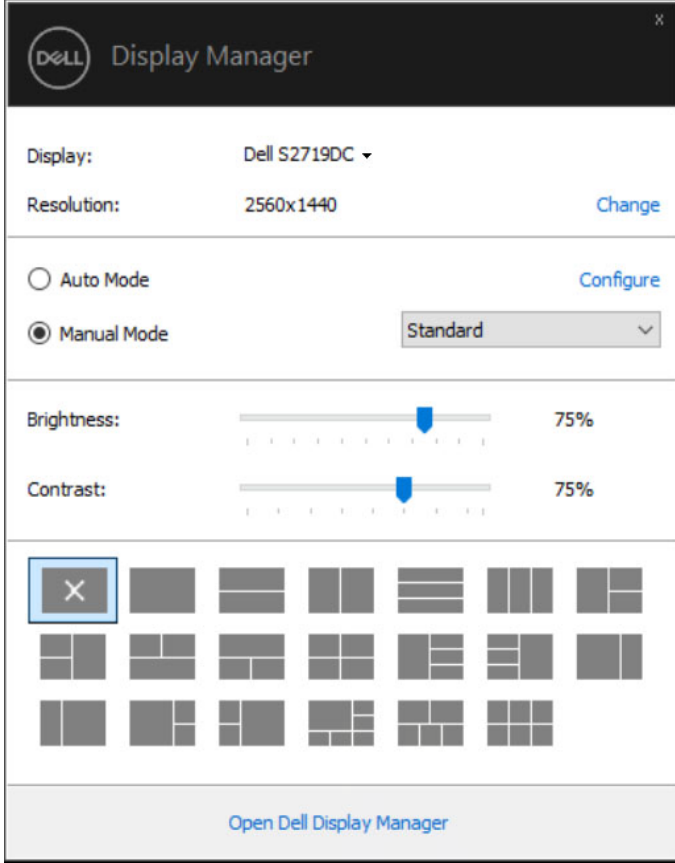 x
DELL Display Manager
Display: Dell S2719DC
Resolution: 2560x1440 Change
Auto Mode Configure
Manual Mode Standard
Brightness: 75%
Contrast: 75%
Open Dell Display Manager